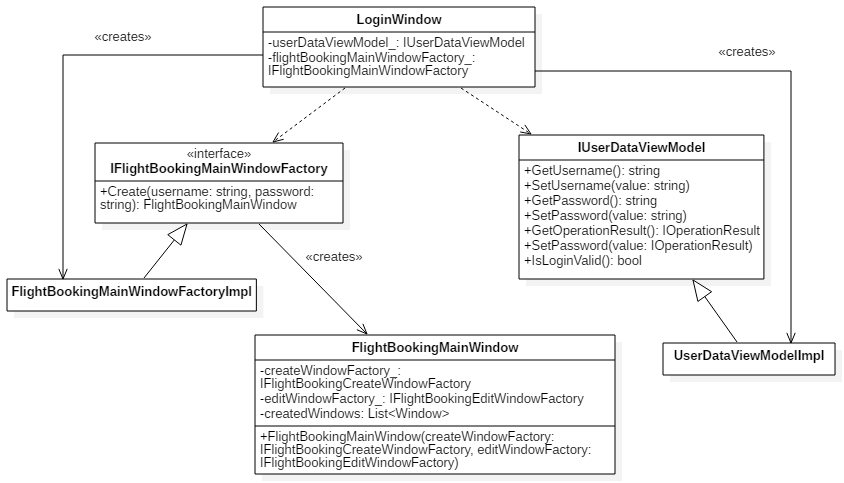 LoginWindow
-userDataViewModel_: IUserDataViewModel
-flightBookingMainWindowFactory_:
IFlightBookingMainWindowFactory
«creates»
«creates»
«interface»
IFlightBookingMainWindowFactory
+Create(username: string, password:
string): FlightBookingMainWindow
IUserDataViewModel
+GetUsername(): string
+SetUsername(value: string)
+GetPassword(): string
+SetPassword(value: string)
+GetOperationResult(): IOperationResult
+SetPassword(value: IOperationResult)
+IsLoginValid(): bool
«creates»
FlightBookingMainWindowFactoryImpl
FlightBookingMainWindow
-createWindowFactory_:
IFlightBookingCreateWindowFactory
-editWindowFactory_: IFlightBookingEditWindowFactory
-createdWindows: List<Window>
+FlightBookingMainWindow(createWindowFactory:
IFlightBookingCreateWindowFactory, editWindowFactory:
IFlightBookingEditWindowFactory)
UserDataViewModelImpl